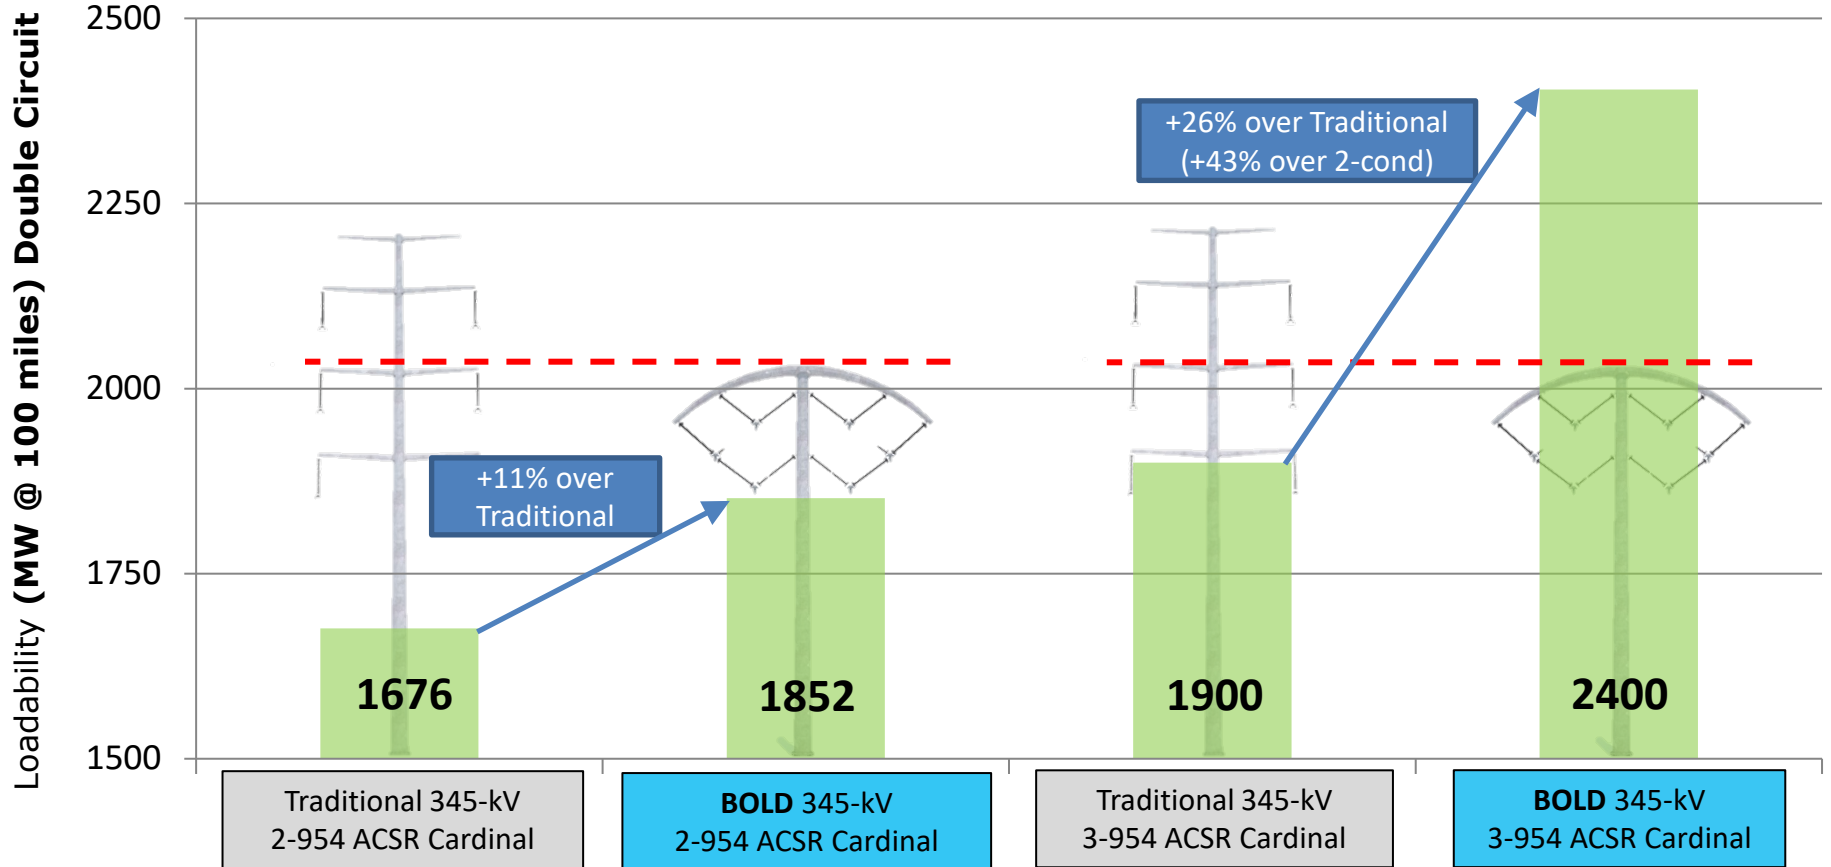 Loadability (MW @ 100 miles) Double Circuit
2500
2250
2000
1750
1500
+11% over
Traditional
+26% over Traditional
(+43% over 2-cond)
1676
1852
1900
2400
Traditional 345-kV
2-954 ACSR Cardinal
BOLD 345-kV
2-954 ACSR Cardinal
Traditional 345-kV
3-954 ACSR Cardinal
BOLD 345-kV
3-954 ACSR Cardinal